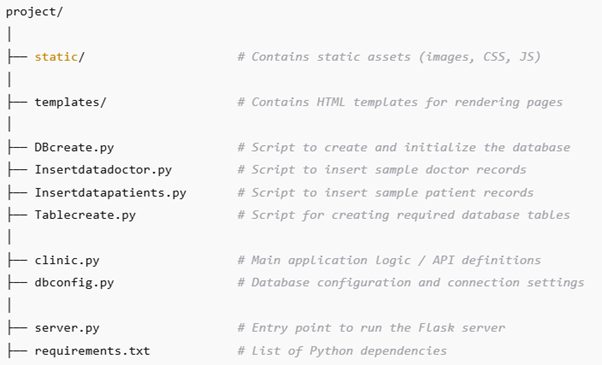 project/
│
├── static/ # Contains static assets (images, CSS, JS)
│
├── templates/ # Contains HTML templates for rendering pages
│
├── DBcreate.py # Script to create and initialize the database
├── Insertdatadoctor.py # Script to insert sample doctor records
├── Insertdatapatients.py # Script to insert sample patient records
├── Tablecreate.py # Script for creating required database tables
│
├── clinic.py # Main application logic / API definitions
├── dbconfig.py # Database configuration and connection settings
│
├── server.py # Entry point to run the Flask server
├── requirements.txt # List of Python dependencies